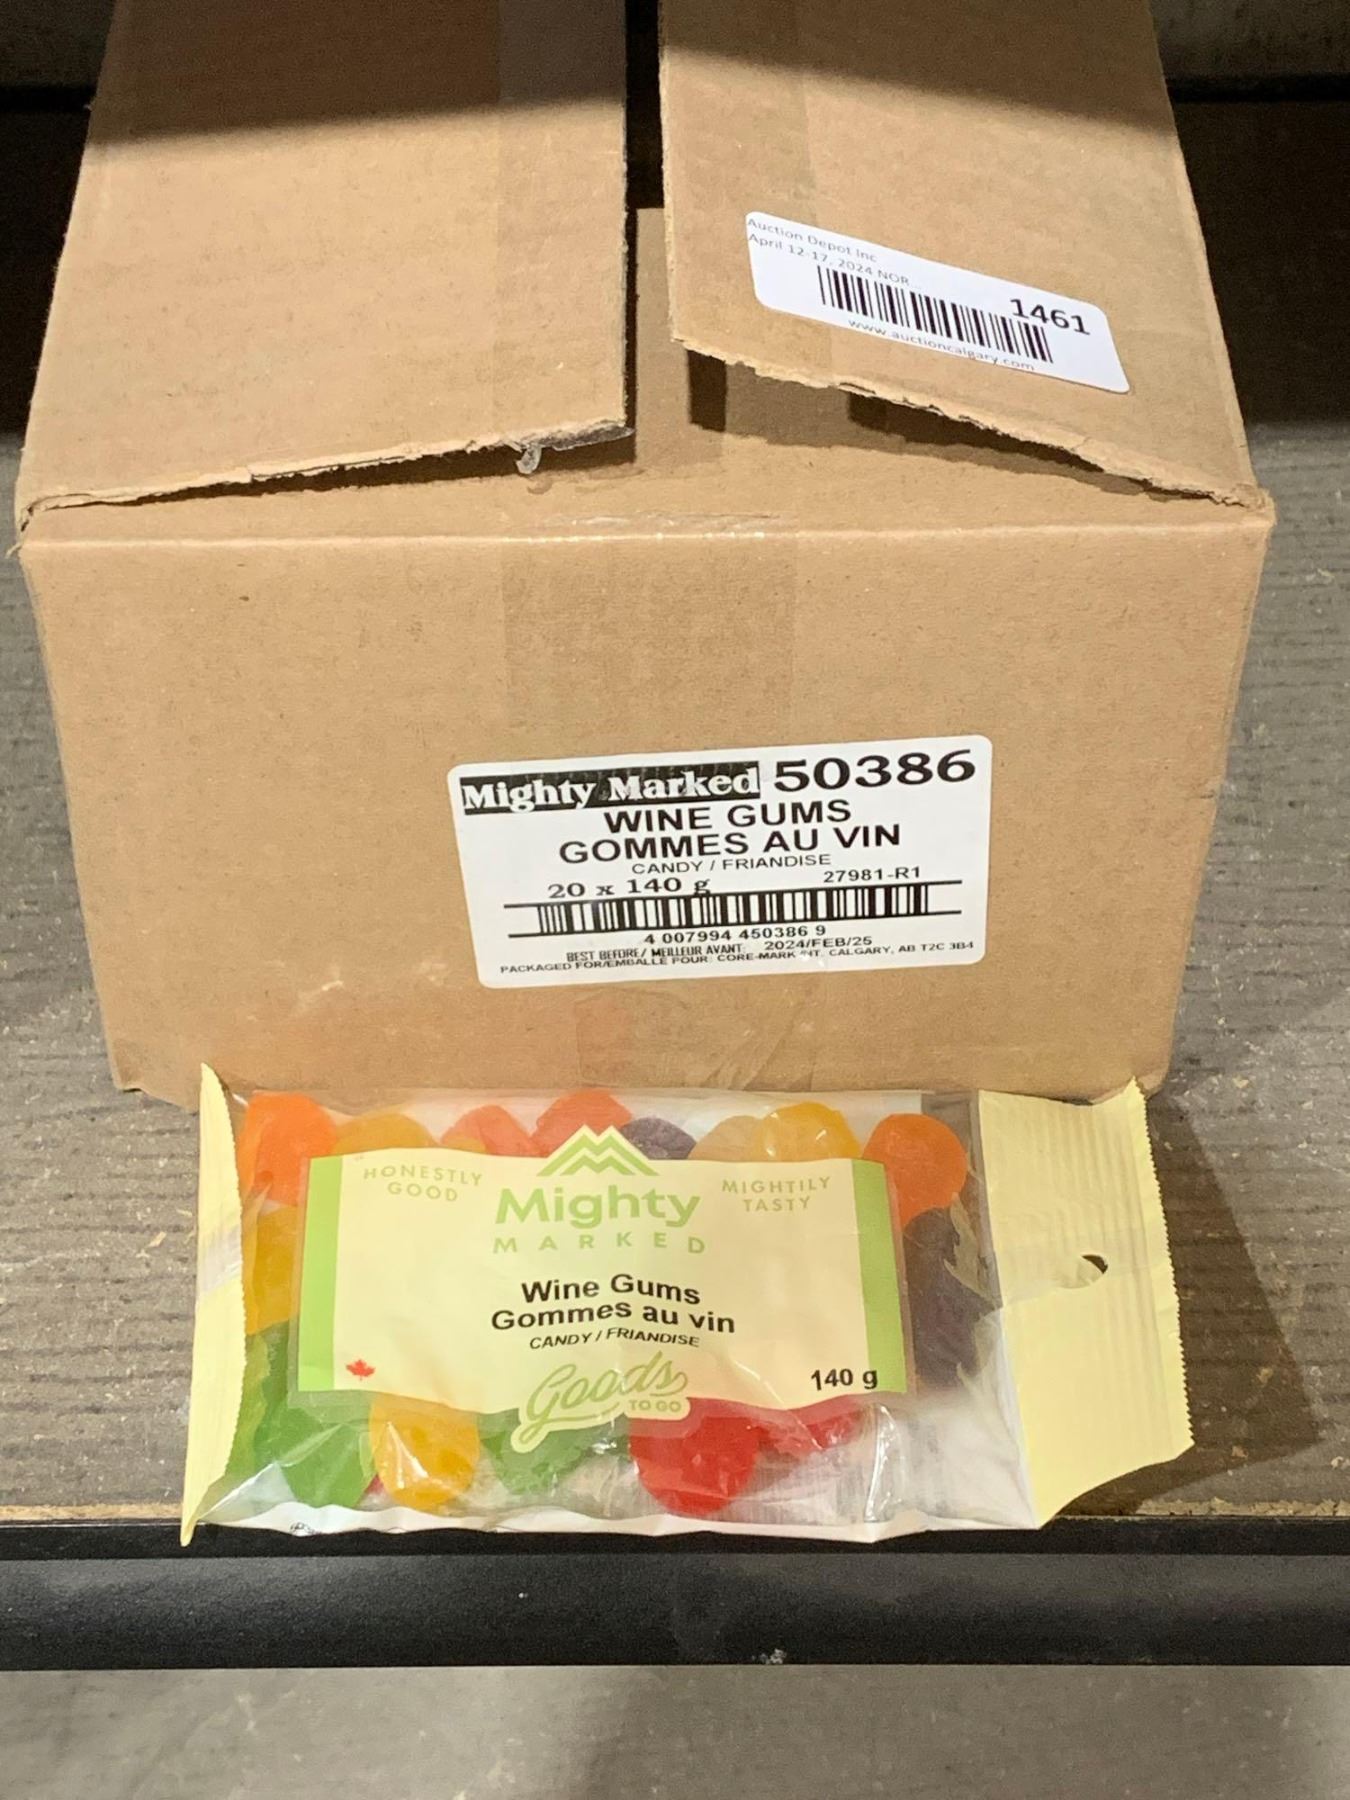 Auction Depot Inc
April 12-17, 2024 NOR...
1461
www.auctioncalgary.com
Mighty Marked 50386
WINE GUMS
GOMMES AU VIN
CANDY / FRIANDISE
20 x 140 g 27981-R1
4 007994 450386 9
BEST BEFORE/ MEILLEUR AVANT: 2024/FEB/25
PACKAGED FOR/EMBALLE POUR: CORE-MARK INT. CALGARY, AB T2C 3B4
HONESTLY
GOOD
MIGHTILY
TASTY
Mighty
MARKED
Wine Gums
Gommes au vin
CANDY / FRIANDISE
Goods
TO GO
140 g